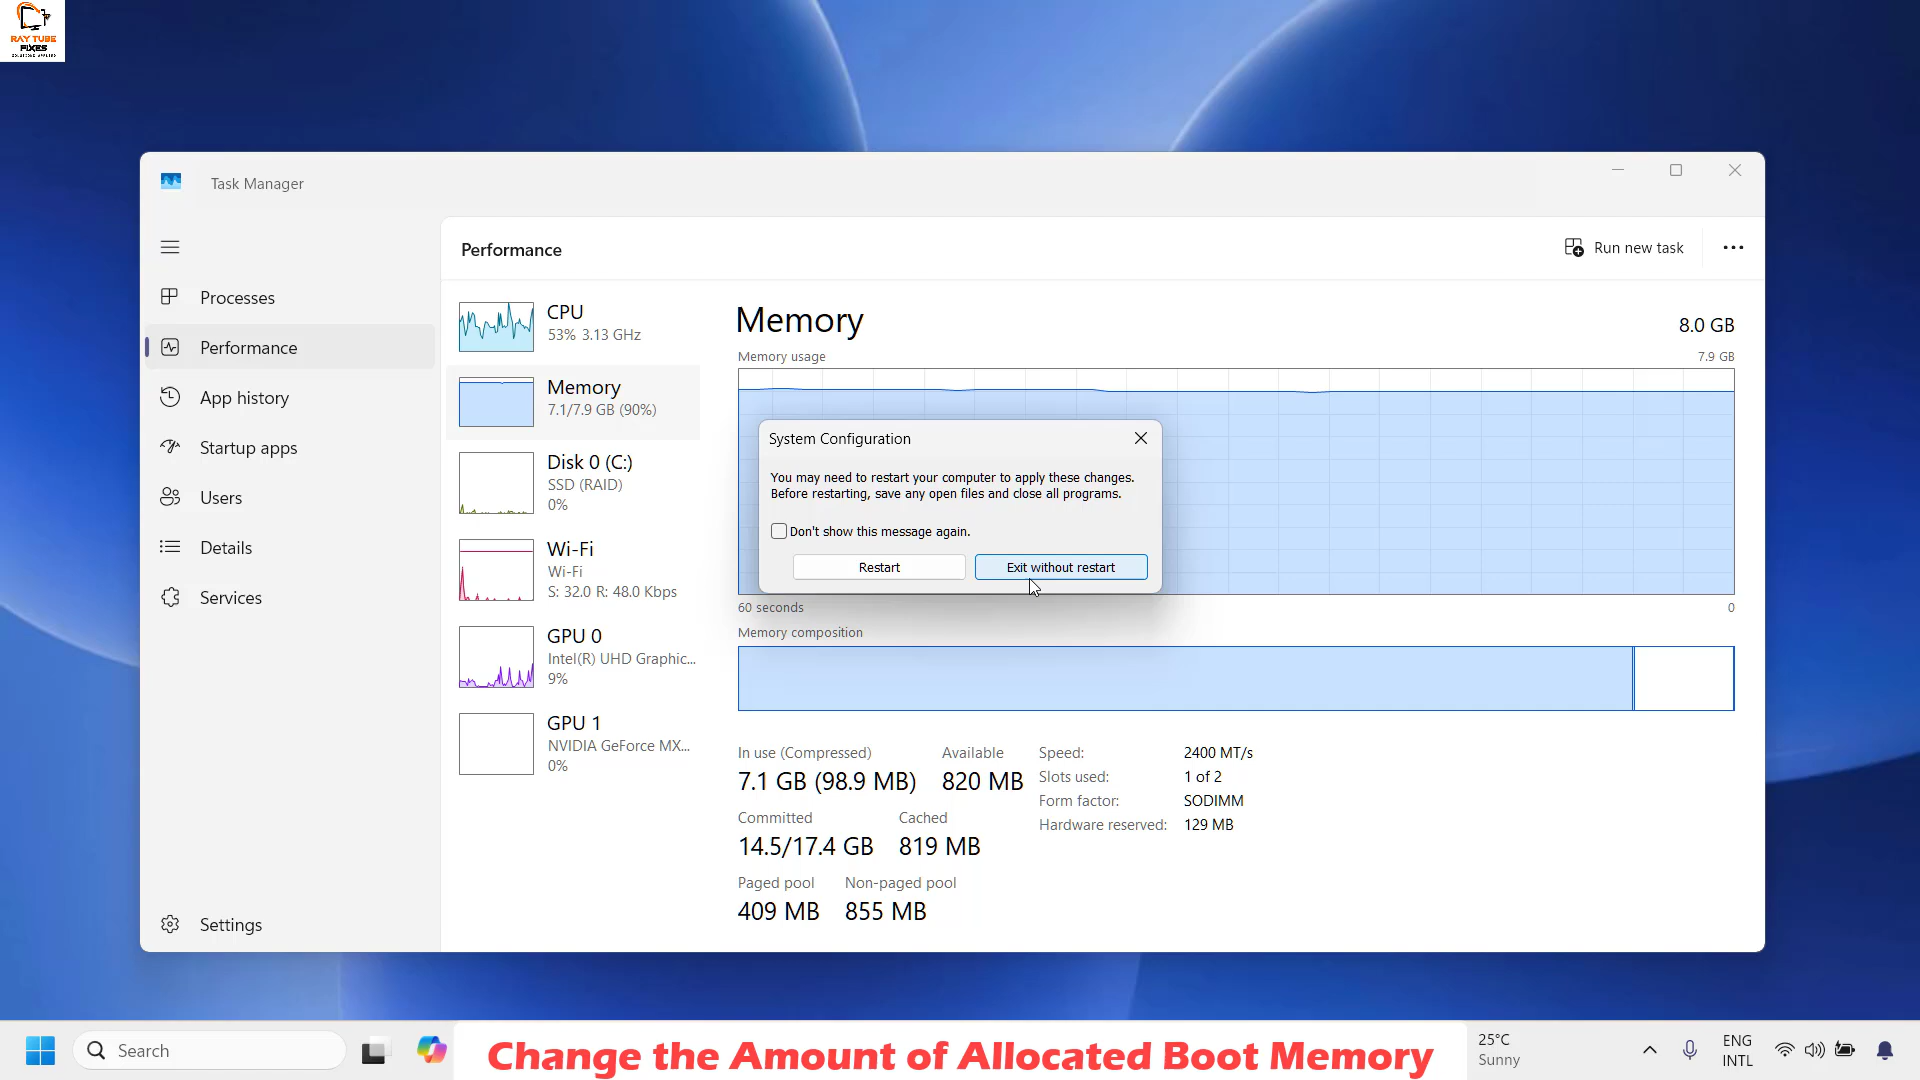 RAY TUBE
FIXES
Task Manager
Performance
Run new task
Processes
Performance
App history
Startup apps
Users
Details
Services
Settings
CPU
53% 3.13 GHz
Memory
7.1/7.9 GB (90%)
Disk 0 (C:)
SSD (RAID)
0%
Wi-Fi
Wi-Fi
S: 32.0 R: 48.0 Kbps
GPU 0
Intel(R) UHD Graphic...
9%
GPU 1
NVIDIA GeForce MX...
0%
Memory
8.0 GB
Memory usage
7.9 GB
System Configuration
You may need to restart your computer to apply these changes.
Before restarting, save any open files and close all programs.
Don't show this message again.
Restart
Exit without restart
60 seconds
0
Memory composition
In use (Compressed)
Available
7.1 GB (98.9 MB)
820 MB
Committed
Cached
14.5/17.4 GB
819 MB
Paged pool
Non-paged pool
409 MB
855 MB
Speed:
2400 MT/s
Slots used:
1 of 2
Form factor:
SODIMM
Hardware reserved:
129 MB
Search
Change the Amount of Allocated Boot Memory
25°C
Sunny
ENG
INTL